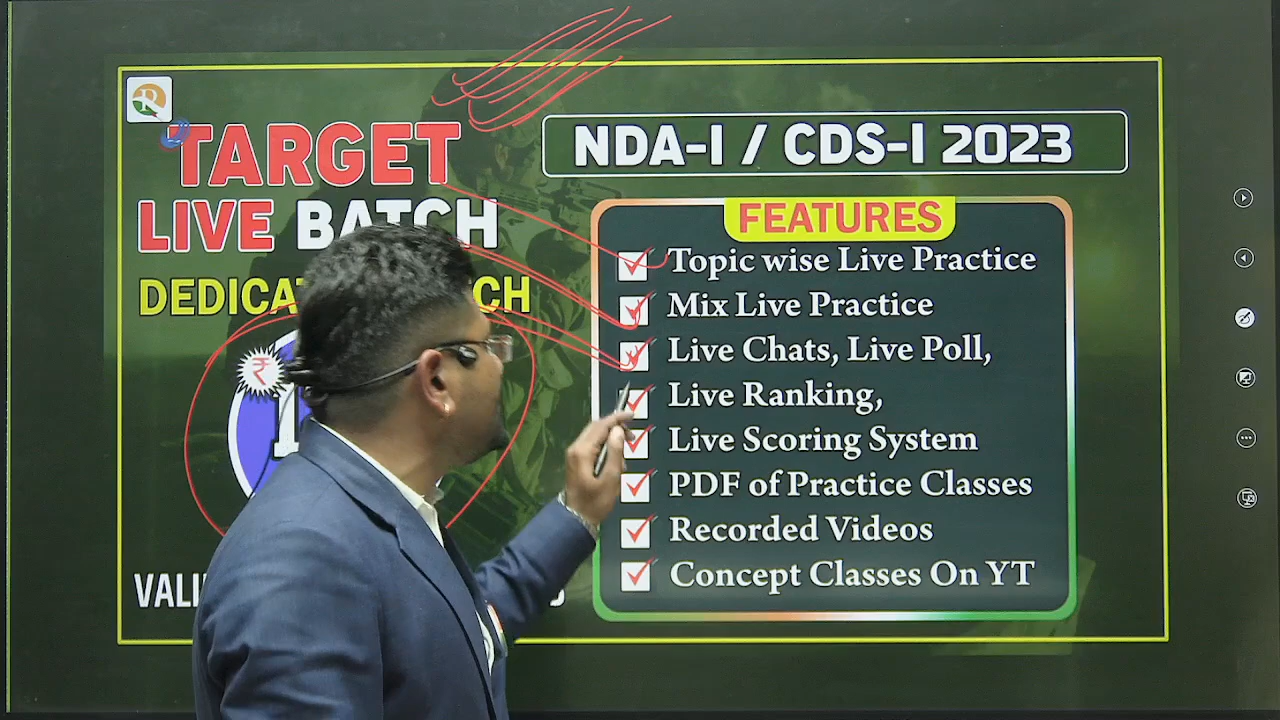 TARGET
LIVE BATCH
NDA-I / CDS-I 2023
FEATURES
Topic wise Live Practice
Mix Live Practice
Live Chats, Live Poll,
Live Ranking,
Live Scoring System
PDF of Practice Classes
Recorded Videos
Concept Classes On YT
₹